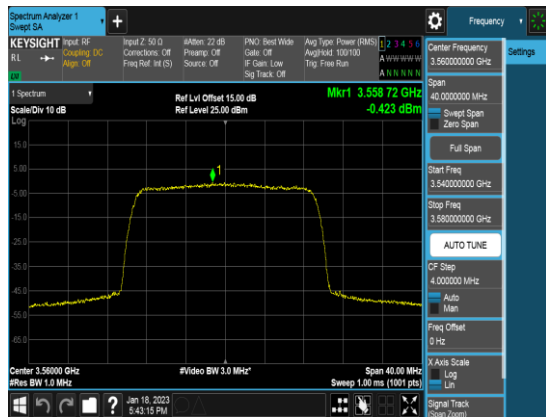 Spectrum Analyzer 1
Swept SA
Frequency
KEYSIGHT
RL
Input: RF
Coupling: DC
Align: Off
Input Z: 50 Ω
Corrections: Off
Freq Ref: Int (S)
#Atten: 22 dB
Preamp: Off
Source: Off
PNO: Best Wide
Gate: Off
IF Gain: Low
Sig Track: Off
Avg Type: Power (RMS)
Avg|Hold: 100/100
Trig: Free Run
1 2 3 4 5 6
A W W W W W
A N N N N N
1 Spectrum
Scale/Div 10 dB
Log
Ref Lvl Offset 15.00 dB
Ref Level 25.00 dBm
Mkr1 3.558 72 GHz
-0.423 dBm
15.0
5.00
-5.00
-15.0
-25.0
-35.0
-45.0
-55.0
-65.0
1
Center 3.56000 GHz
#Res BW 1.0 MHz
#Video BW 3.0 MHz*
Span 40.00 MHz
Sweep 1.00 ms (1001 pts)
Center Frequency
3.560000000 GHz
Settings
Span
40.0000000 MHz
Swept Span
Zero Span
Full Span
Start Freq
3.540000000 GHz
Stop Freq
3.580000000 GHz
AUTO TUNE
CF Step
4.000000 MHz
Auto
Man
Freq Offset
0 Hz
X Axis Scale
Log
Lin
Signal Track
(Span Zoom)
?
Jan 18, 2023
5:43:15 PM